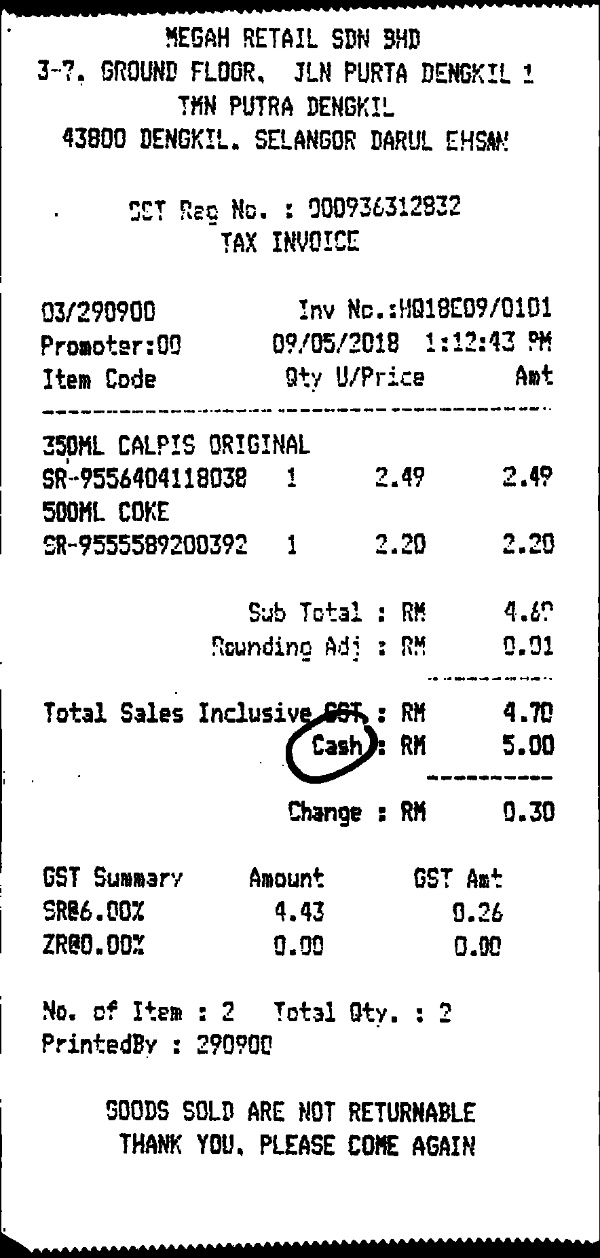 MEGAH RETAIL SDN BHD
3-7, GROUND FLOOR, JLN PURTA DENGKIL 1
TMN PUTRA DENGKIL
43800 DENGKIL, SELANGOR DARUL EHSAN
GST Reg No. : 000936312832
TAX INVOICE
03/290900 Inv No.:HQ18E09/0101
Promoter:00 09/05/2018 1:12:43 PM
Item Code Qty U/Price Amt
350ML CALPIS ORIGINAL
SR-9556404118038 1 2.49 2.49
500ML COKE
SR-9555589200392 1 2.20 2.20
Sub Total : RM 4.69
Rounding Adj : RM 0.01
Total Sales Inclusive GST : RM 4.70
Cash : RM 5.00
Change : RM 0.30
GST Summary Amount GST Amt
SR@6.00% 4.43 0.26
ZR@0.00% 0.00 0.00
No. of Item : 2 Total Qty. : 2
PrintedBy : 290900
GOODS SOLD ARE NOT RETURNABLE
THANK YOU, PLEASE COME AGAIN